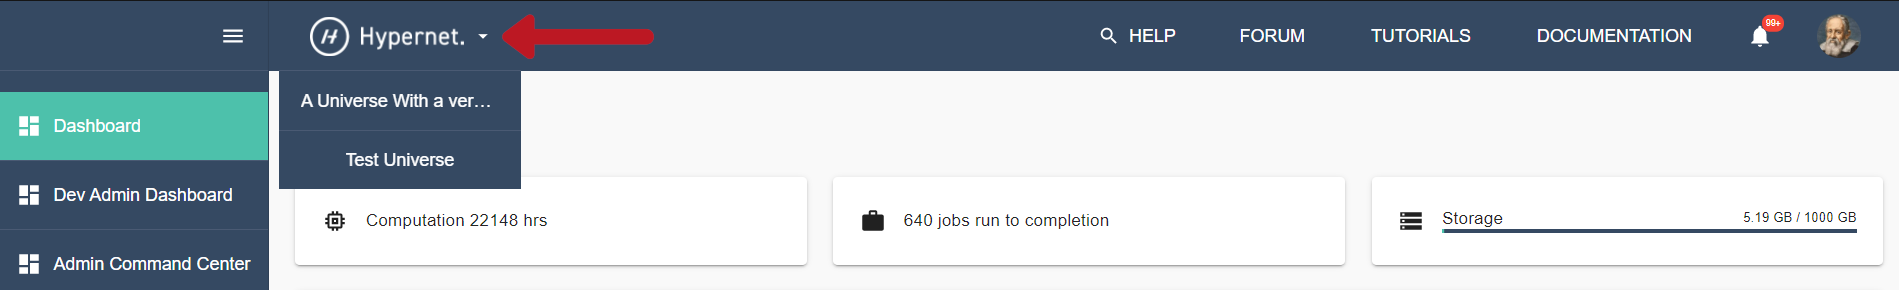 Hypernet.
HELP
FORUM
TUTORIALS
DOCUMENTATION
99+
A Universe With a ver...
Test Universe
Dashboard
Dev Admin Dashboard
Admin Command Center
Computation 22148 hrs
640 jobs run to completion
Storage
5.19 GB / 1000 GB